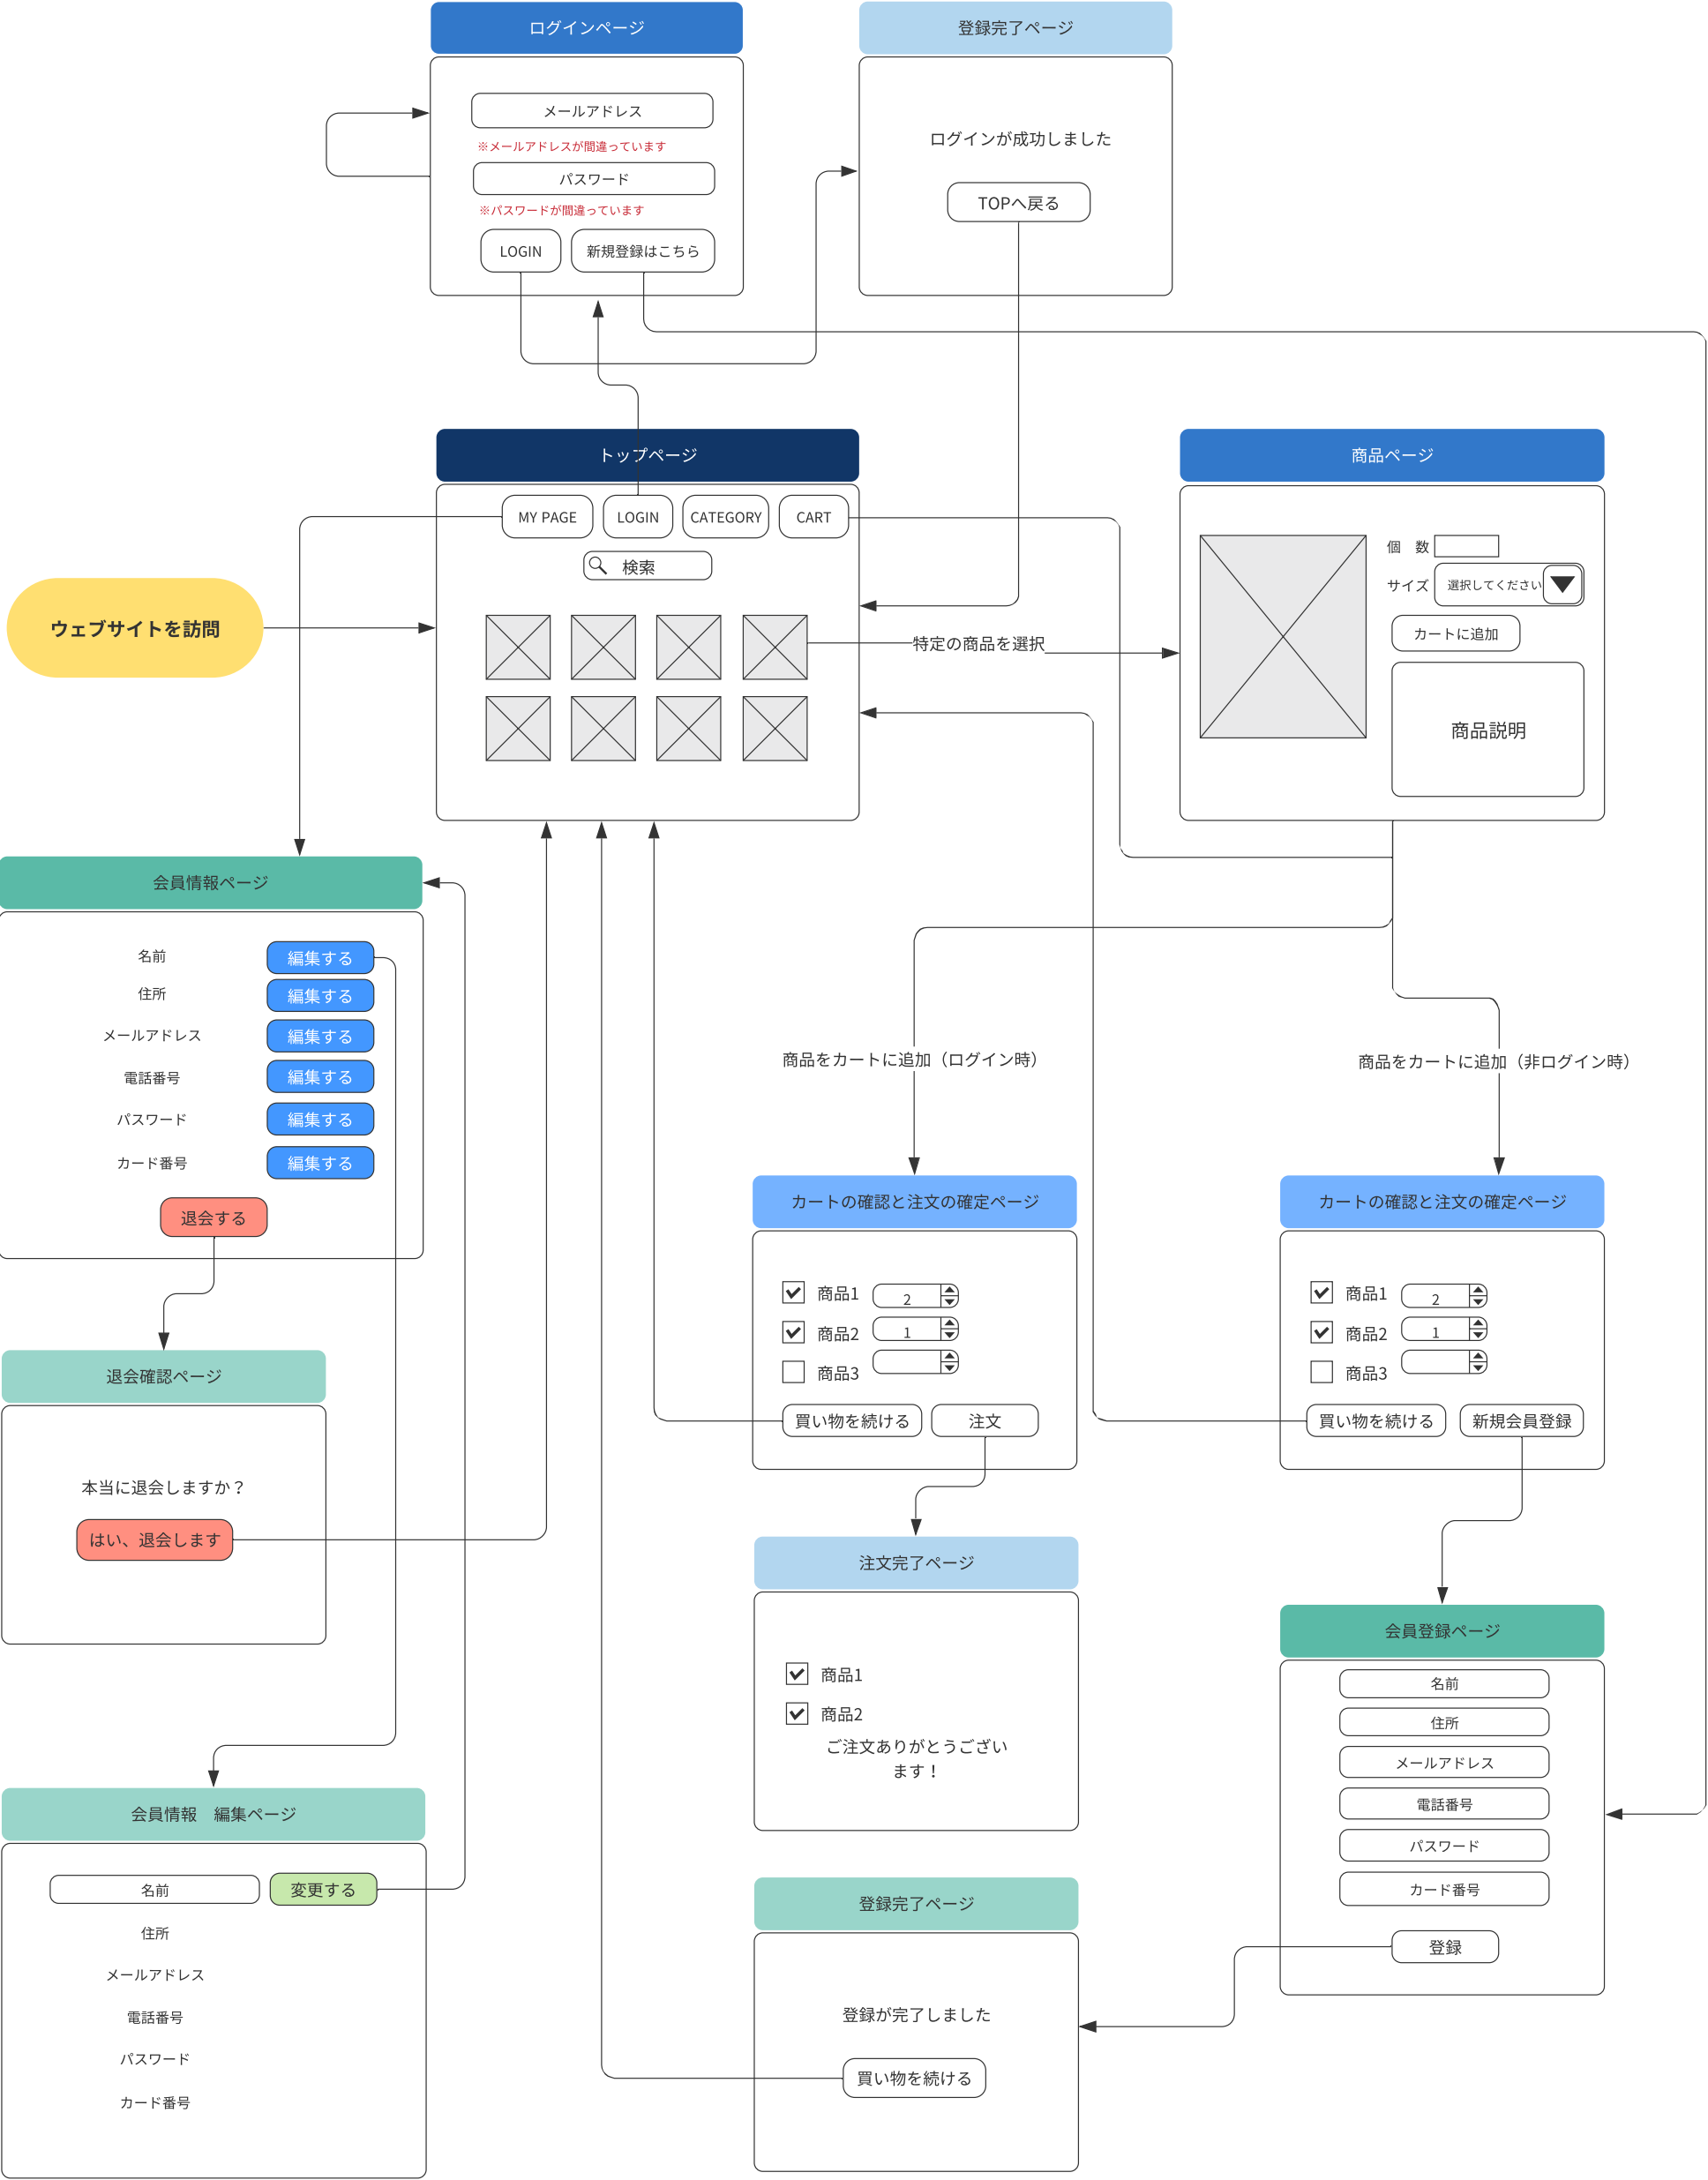 ログインページ
メールアドレス
※メールアドレスが間違っています
パスワード
※パスワードが間違っています
LOGIN
新規登録はこちら
登録完了ページ
ログインが成功しました
TOPへ戻る
トップページ
MY PAGE
LOGIN
CATEGORY
CART
検索
ウェブサイトを訪問
特定の商品を選択
商品ページ
個　数
サイズ
選択してください
カートに追加
商品説明
会員情報ページ
名前
編集する
住所
編集する
メールアドレス
編集する
電話番号
編集する
パスワード
編集する
カード番号
編集する
退会する
商品をカートに追加（ログイン時）
商品をカートに追加（非ログイン時）
カートの確認と注文の確定ページ
商品1
2
商品2
1
商品3
買い物を続ける
注文
カートの確認と注文の確定ページ
商品1
2
商品2
1
商品3
買い物を続ける
新規会員登録
退会確認ページ
本当に退会しますか？
はい、退会します
注文完了ページ
商品1
商品2
ご注文ありがとうござい
ます！
会員登録ページ
名前
住所
メールアドレス
電話番号
パスワード
カード番号
登録
会員情報　編集ページ
名前
変更する
住所
メールアドレス
電話番号
パスワード
カード番号
登録完了ページ
登録が完了しました
買い物を続ける